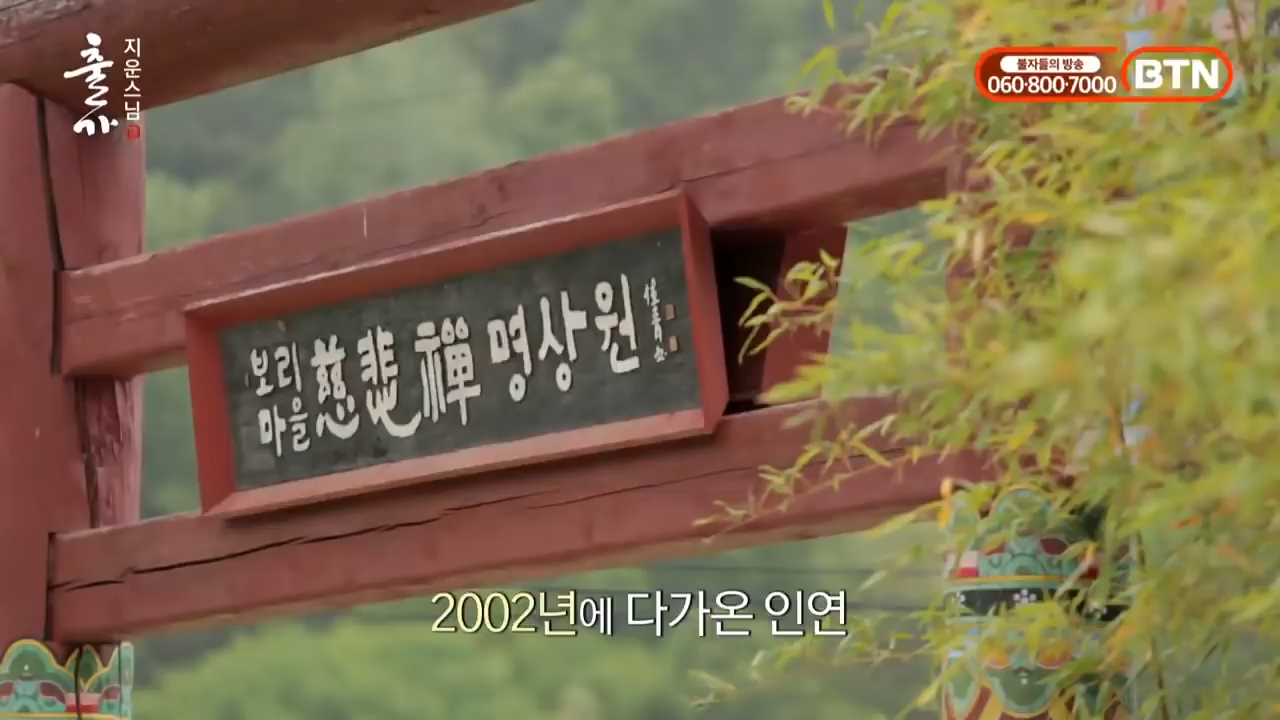 출가
지운스님
불자들의 방송
060·800·7000
BTN
보리
마을
慈悲禪 명상원
2002년에 다가온 인연